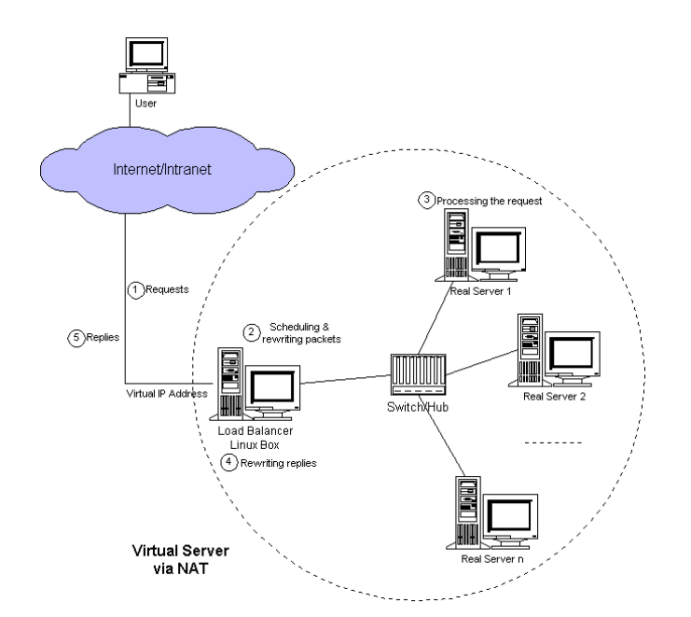 User
Internet/Intranet
3 Processing the request
Real Server 1
1 Requests
2 Scheduling &
rewriting packets
5 Replies
Virtual IP Address
Switch/Hub
Real Server 2
Load Balancer
Linux Box
4 Rewriting replies
Virtual Server
via NAT
Real Server n